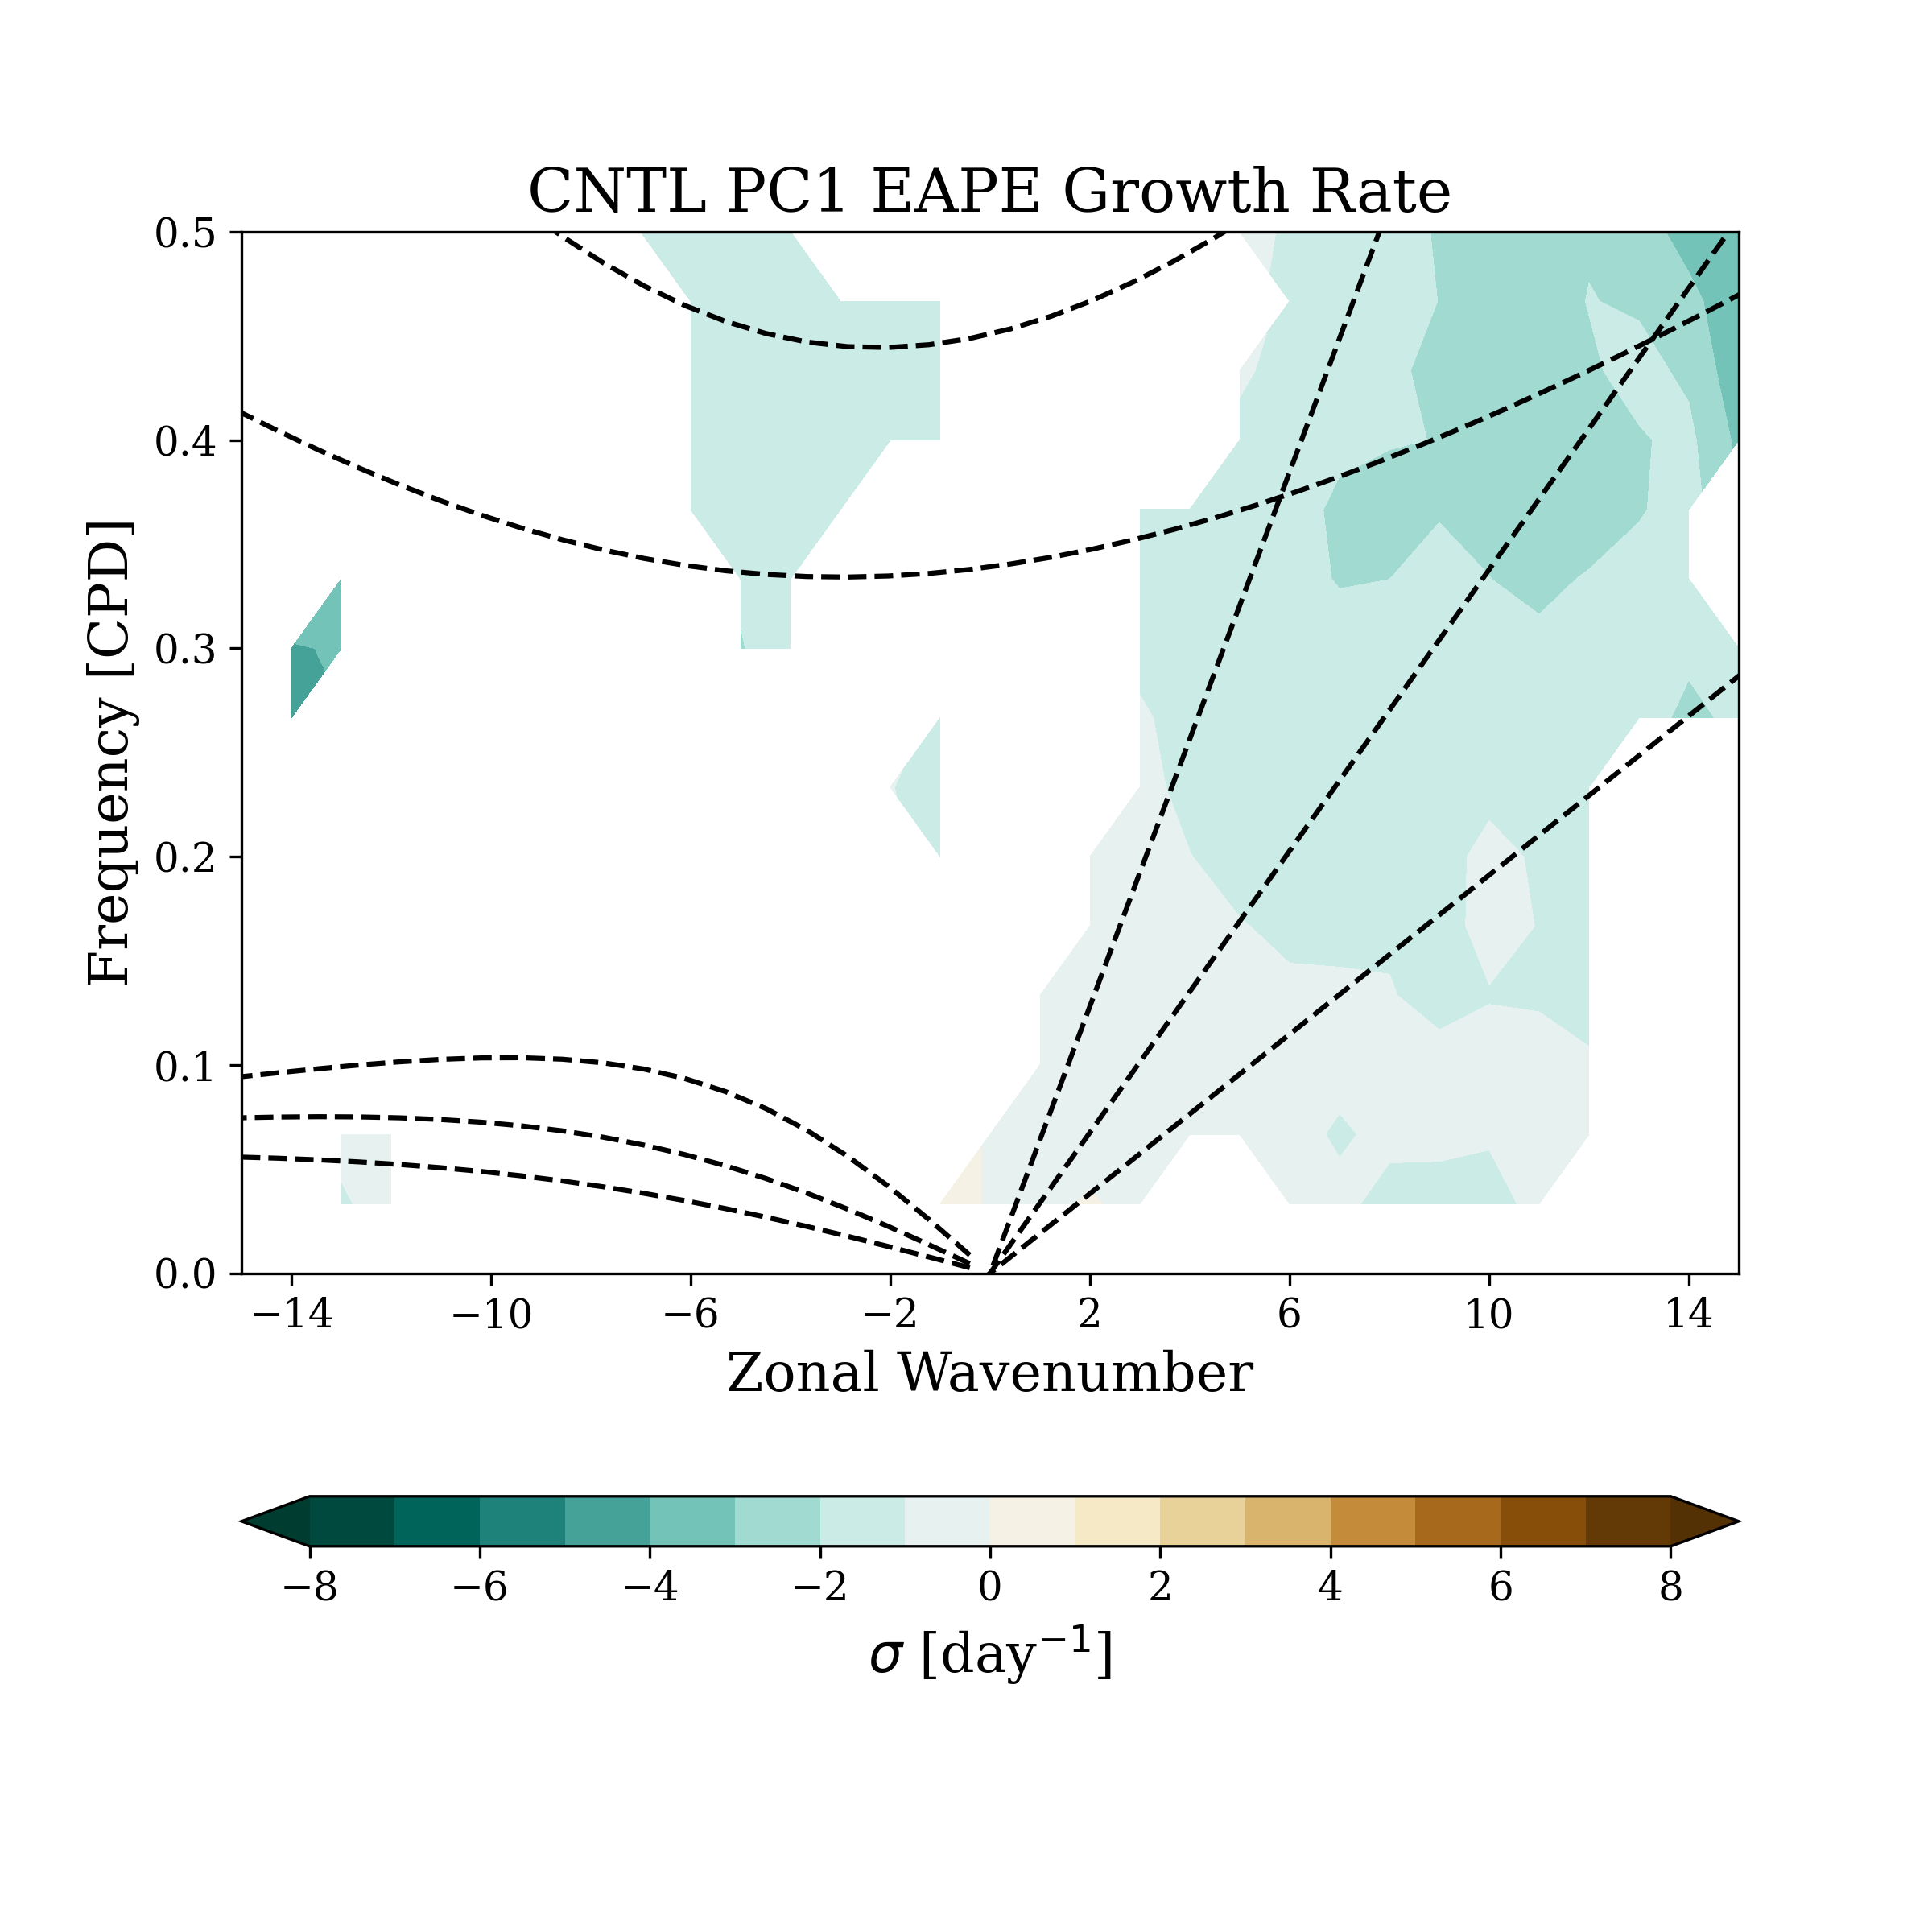 CNTL PC1 EAPE Growth Rate
0.5
0.4
0.3
0.2
0.1
0.0
Frequency [CPD]
−14 −10 −6 −2 2 6 10 14
Zonal Wavenumber
−8 −6 −4 −2 0 2 4 6 8
σ [day⁻¹]